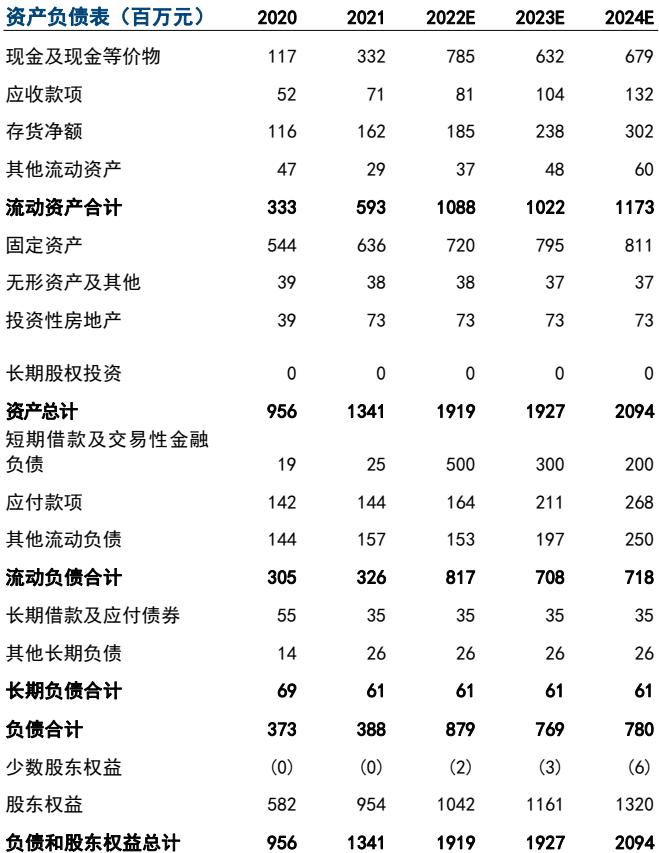 资产负债表（百万元） 2020 2021 2022E 2023E 2024E
现金及现金等价物 117 332 785 632 679
应收款项 52 71 81 104 132
存货净额 116 162 185 238 302
其他流动资产 47 29 37 48 60
流动资产合计 333 593 1088 1022 1173
固定资产 544 636 720 795 811
无形资产及其他 39 38 38 37 37
投资性房地产 39 73 73 73 73
长期股权投资 0 0 0 0 0
资产总计 956 1341 1919 1927 2094
短期借款及交易性金融
负债 19 25 500 300 200
应付款项 142 144 164 211 268
其他流动负债 144 157 153 197 250
流动负债合计 305 326 817 708 718
长期借款及应付债券 55 35 35 35 35
其他长期负债 14 26 26 26 26
长期负债合计 69 61 61 61 61
负债合计 373 388 879 769 780
少数股东权益 (0) (0) (2) (3) (6)
股东权益 582 954 1042 1161 1320
负债和股东权益总计 956 1341 1919 1927 2094